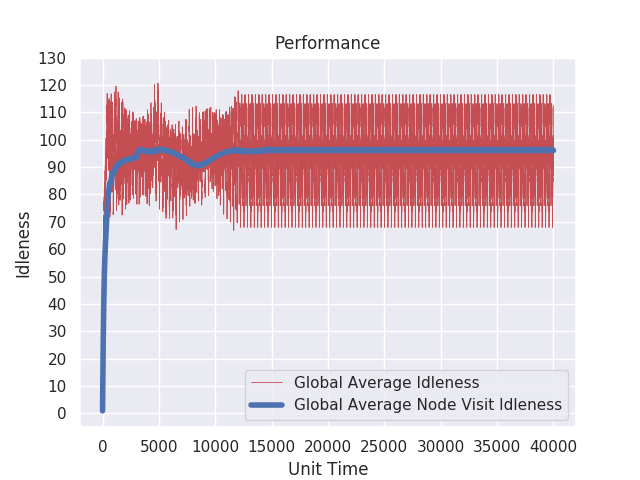 Performance
130
120
110
100
90
80
70
60
50
40
30
20
10
0
Idleness
Global Average Idleness
Global Average Node Visit Idleness
0 5000 10000 15000 20000 25000 30000 35000 40000
Unit Time